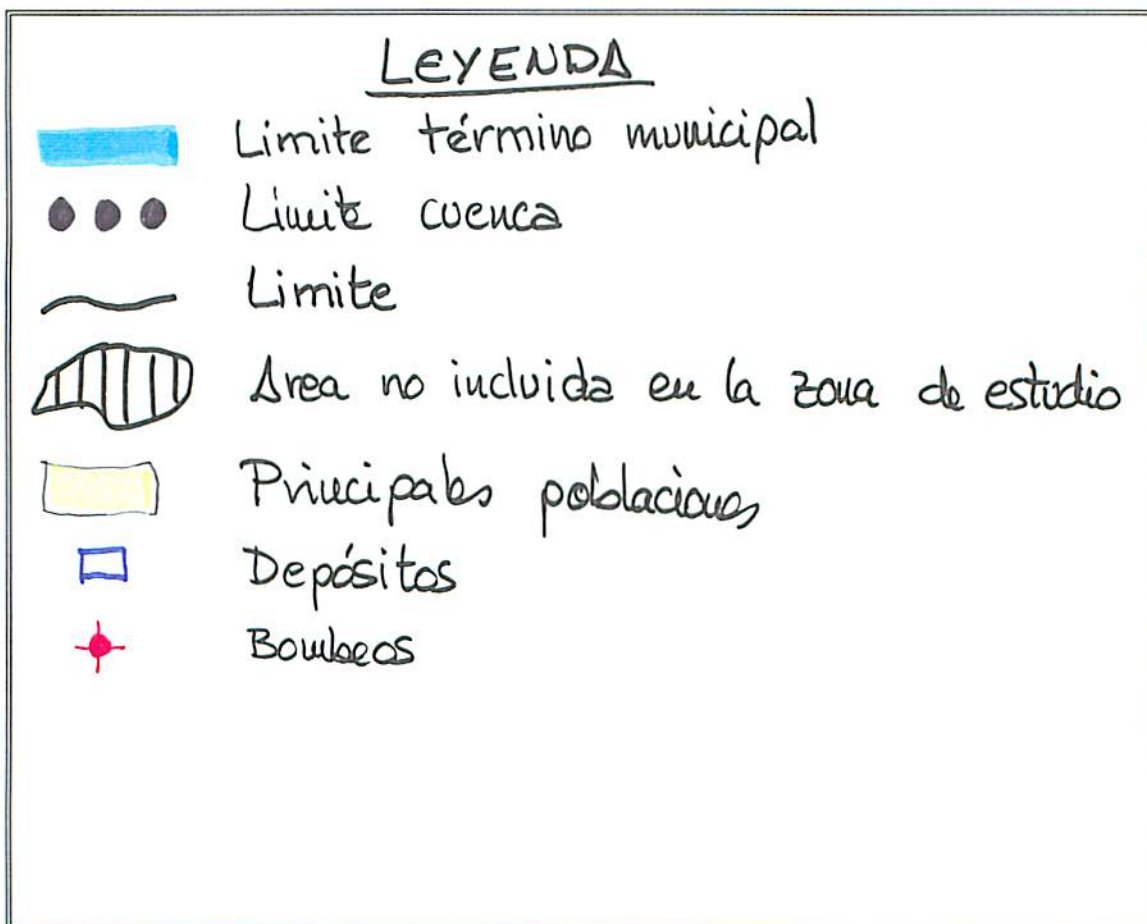 LEYENDA
Limite término municipal
Limite cuenca
Limite
Area no incluida en la zona de estudio
Principales poblaciones
Depósitos
Bombeos